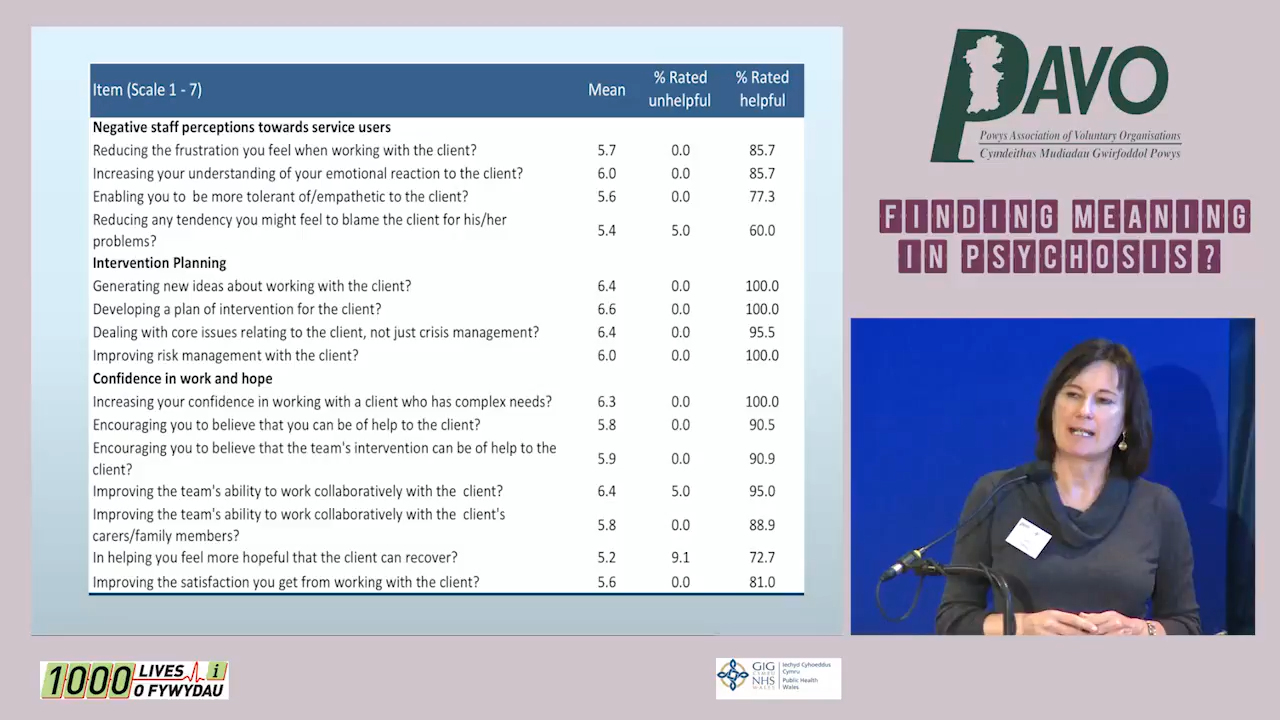 Item (Scale 1 - 7) Mean % Rated unhelpful % Rated helpful
Negative staff perceptions towards service users
Reducing the frustration you feel when working with the client? 5.7 0.0 85.7
Increasing your understanding of your emotional reaction to the client? 6.0 0.0 85.7
Enabling you to be more tolerant of/empathetic to the client? 5.6 0.0 77.3
Reducing any tendency you might feel to blame the client for his/her
problems? 5.4 5.0 60.0
Intervention Planning
Generating new ideas about working with the client? 6.4 0.0 100.0
Developing a plan of intervention for the client? 6.6 0.0 100.0
Dealing with core issues relating to the client, not just crisis management? 6.4 0.0 95.5
Improving risk management with the client? 6.0 0.0 100.0
Confidence in work and hope
Increasing your confidence in working with a client who has complex needs? 6.3 0.0 100.0
Encouraging you to believe that you can be of help to the client? 5.8 0.0 90.5
Encouraging you to believe that the team's intervention can be of help to the
client? 5.9 0.0 90.9
Improving the team's ability to work collaboratively with the client? 6.4 5.0 95.0
Improving the team's ability to work collaboratively with the client's
carers/family members? 5.8 0.0 88.9
In helping you feel more hopeful that the client can recover? 5.2 9.1 72.7
Improving the satisfaction you get from working with the client? 5.6 0.0 81.0
PAVO
Powys Association of Voluntary Organisations
Cymdeithas Mudiadau Gwirfoddol Powys
FINDING MEANING
IN PSYCHOSIS?
1000 LIVES i
O FYWYDAU
GIG
CYMRU
NHS
WALES
Iechyd Cyhoeddus
Cymru
Public Health
Wales